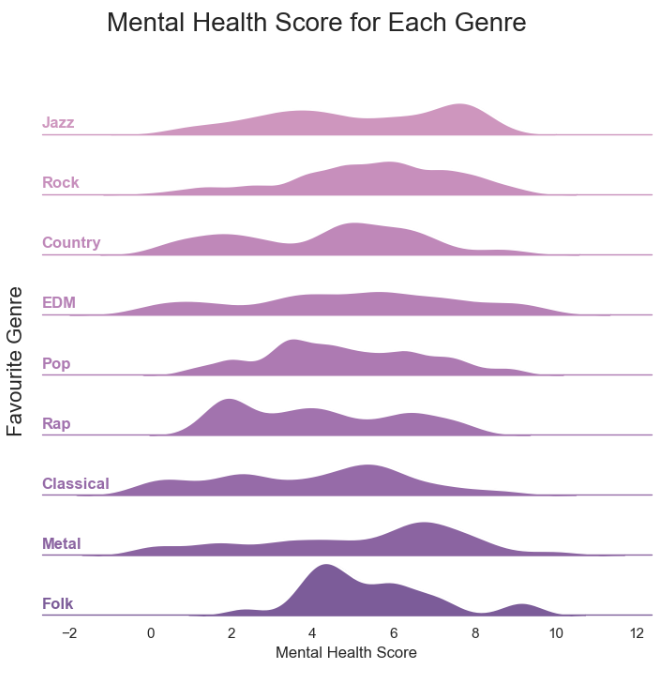 Mental Health Score for Each Genre
Jazz
Rock
Country
EDM
Pop
Rap
Classical
Metal
Folk
Favourite Genre
−2 0 2 4 6 8 10 12
Mental Health Score